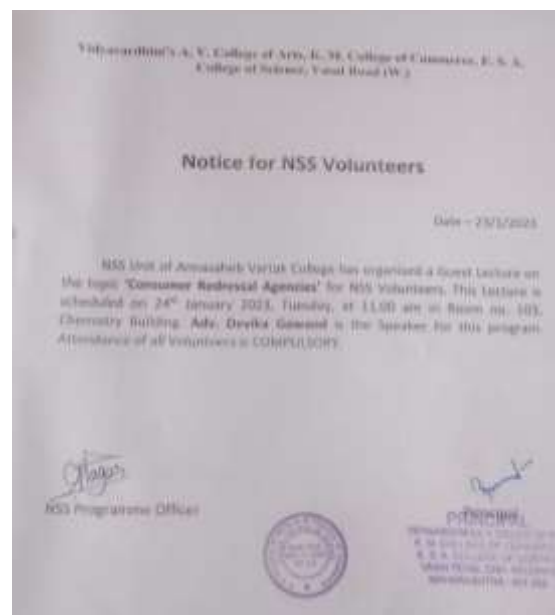 Vidyavardhini's A. V. College of Arts, K. M. College of Commerce, E. S. A.
College of Science, Vasai Road (W.)
Notice for NSS Volunteers
Date – 23/1/2023
NSS Unit of Annasaheb Vartak College has organised a Guest Lecture on
the topic 'Consumer Redressal Agencies' for NSS Volunteers. This Lecture is
scheduled on 24th January 2023, Tuesday, at 11.00 am in Room no. 103,
Chemistry Building. Adv. Devika Gawand is the Speaker for this program.
Attendance of all Volunteers is COMPULSORY.
NSS Programme Officer
PRINCIPAL